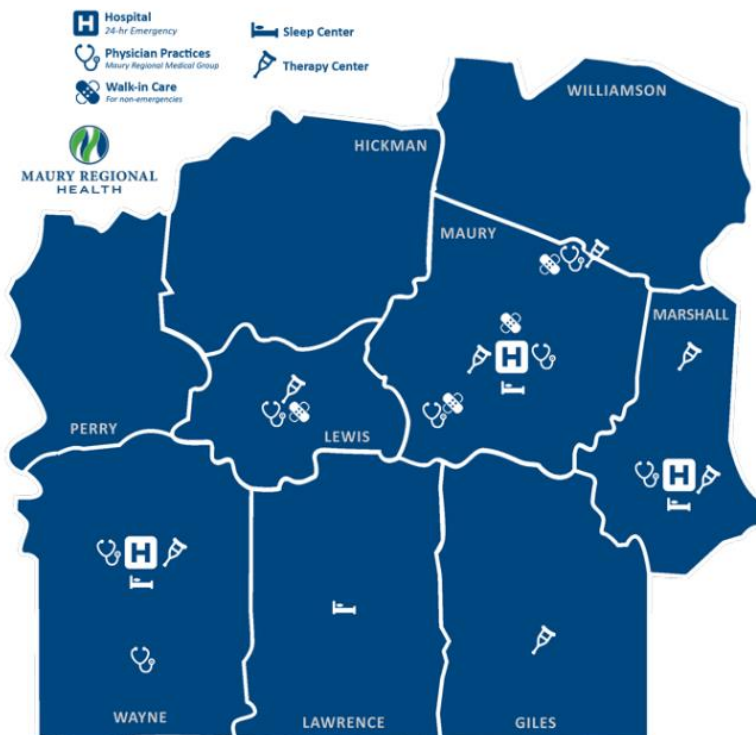 H
Hospital
24-hr Emergency
Physician Practices
Maury Regional Medical Group
Walk-in Care
For non-emergencies
Sleep Center
Therapy Center
MAURY REGIONAL
HEALTH
WILLIAMSON
HICKMAN
MAURY
MARSHALL
H
PERRY
LEWIS
H
H
WAYNE
LAWRENCE
GILES